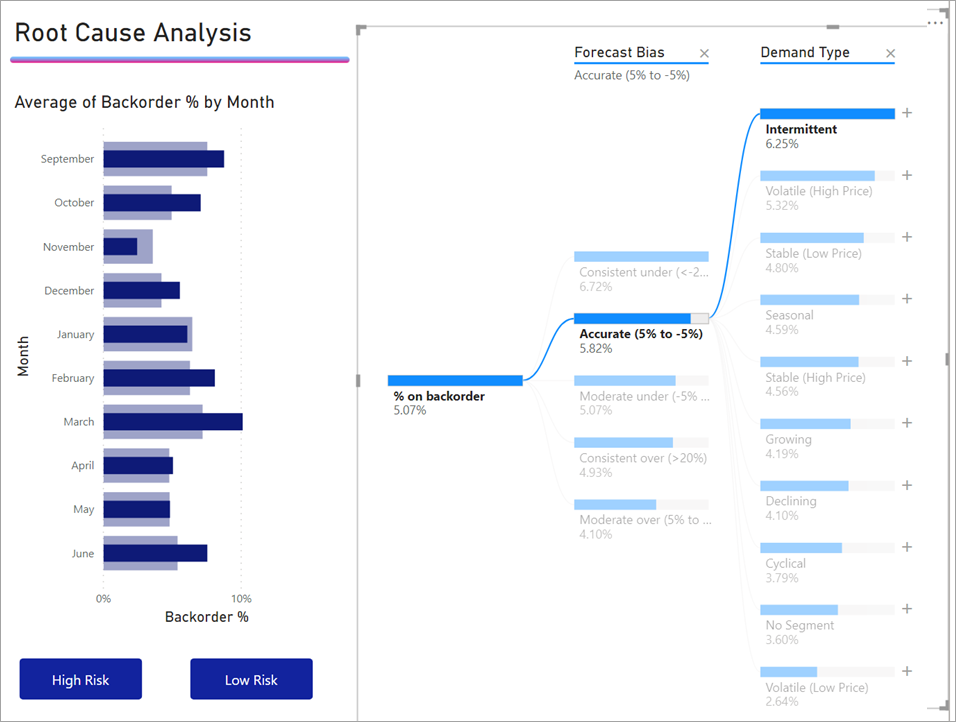 Root Cause Analysis
Average of Backorder % by Month
September
October
November
December
January
February
March
April
May
June
Month
0%
10%
Backorder %
High Risk
Low Risk
Forecast Bias
Accurate (5% to -5%)
Demand Type
% on backorder
5.07%
Consistent under (<-2...
6.72%
Accurate (5% to -5%)
5.82%
Moderate under (-5% ...
5.07%
Consistent over (>20%)
4.93%
Moderate over (5% to ...
4.10%
Intermittent
6.25%
Volatile (High Price)
5.32%
Stable (Low Price)
4.80%
Seasonal
4.59%
Stable (High Price)
4.56%
Growing
4.19%
Declining
4.10%
Cyclical
3.79%
No Segment
3.60%
Volatile (Low Price)
2.64%